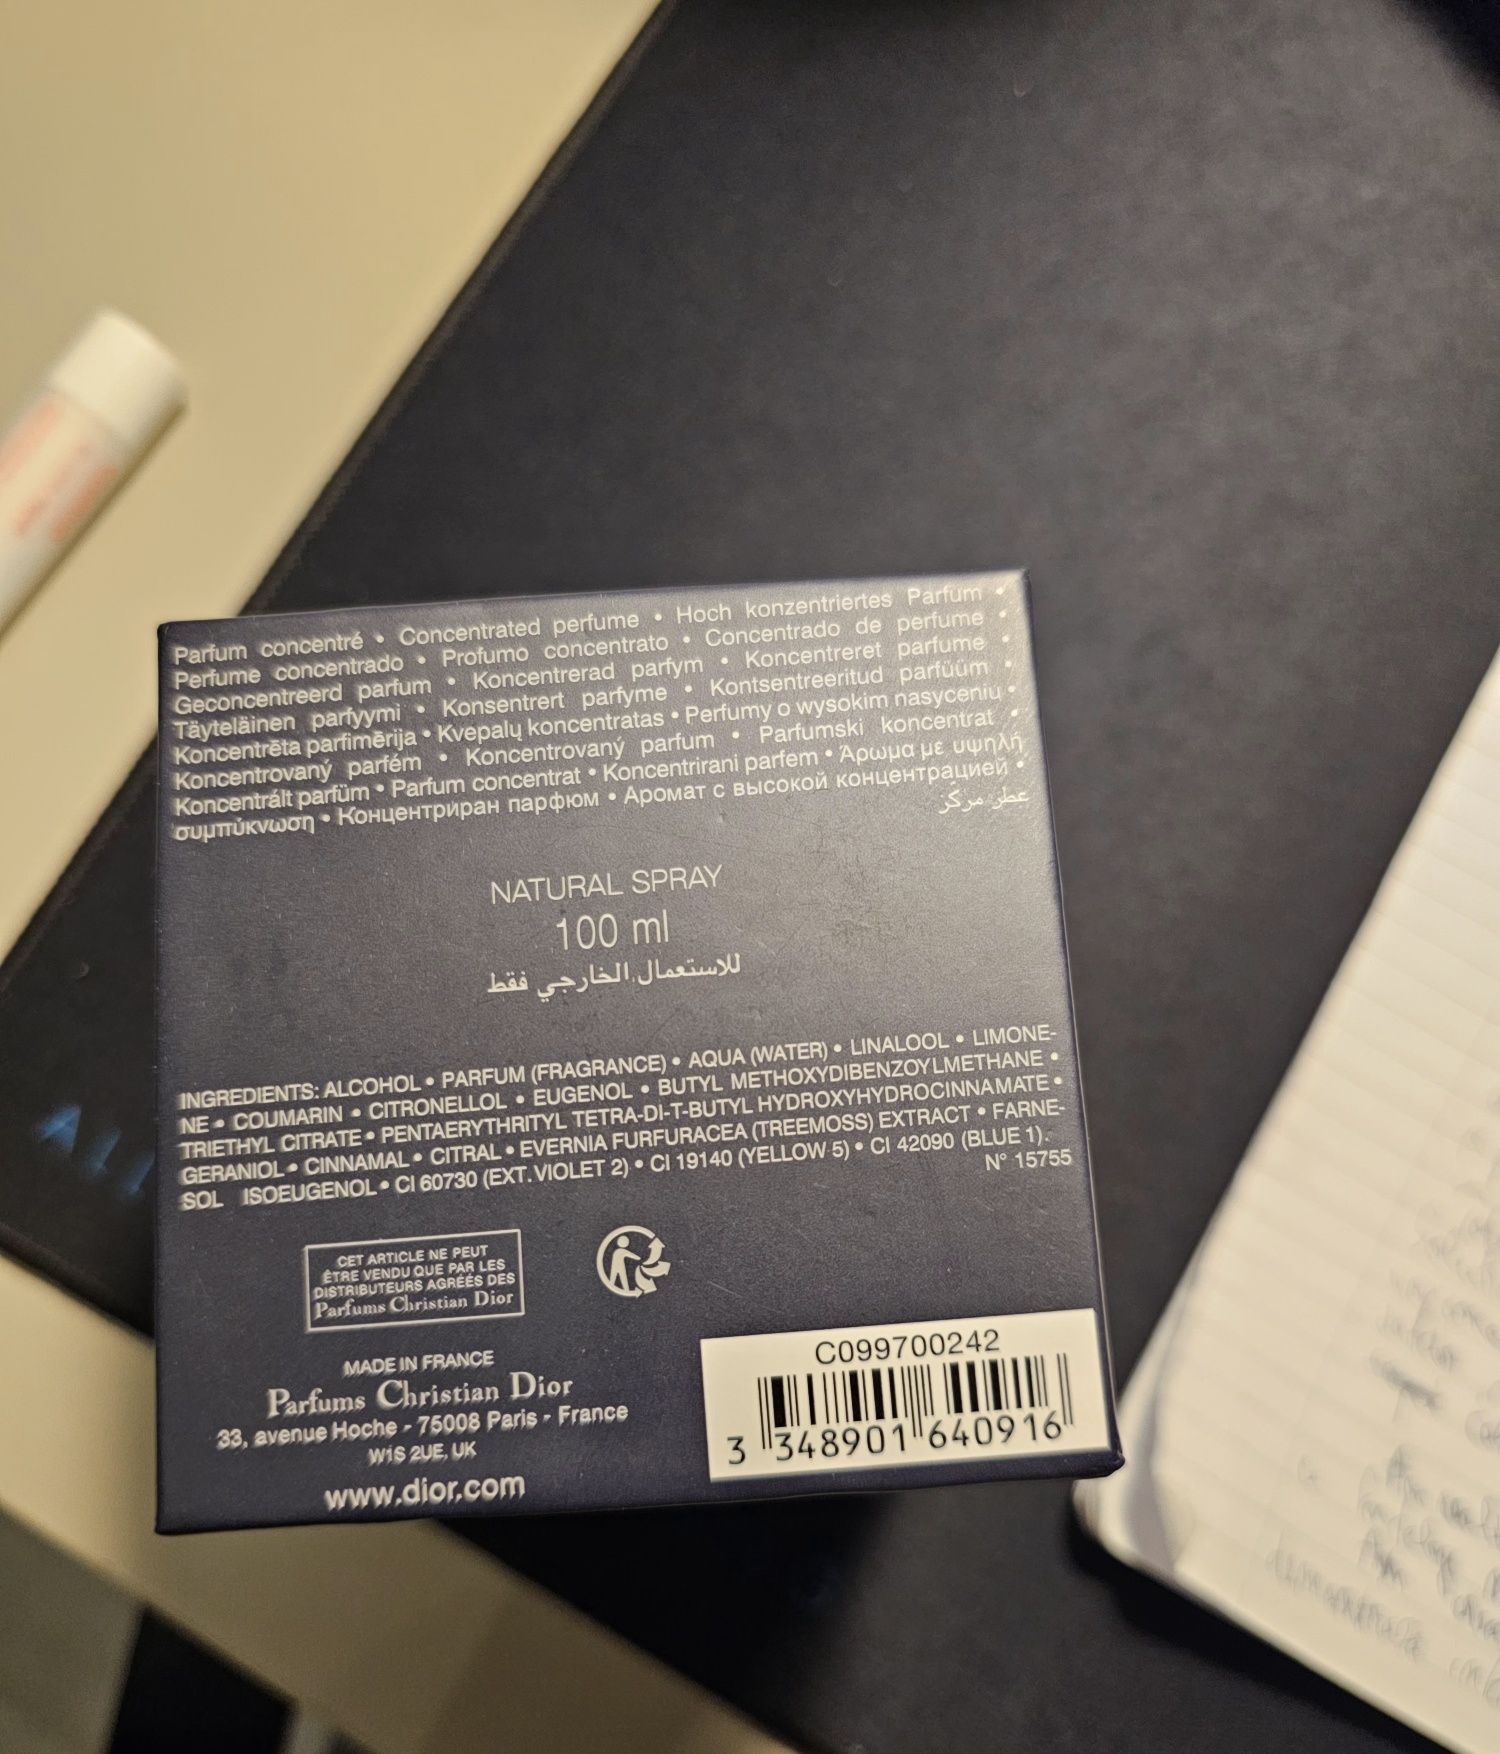 Parfum concentré • Concentrated perfume • Hoch konzentriertes Parfum •
Perfume concentrado • Profumo concentrato • Concentrado de perfume •
Geconcentreerd parfum • Koncentrerad parfym • Koncentreret parfume •
Täyteläinen parfyymi • Konsentrert parfyme • Kontsentreeritud parfüüm •
Koncentrēta parfimērija • Kvepalų koncentratas • Perfumy o wysokim nasyceniu •
Koncentrovaný parfém • Koncentrovaný parfum • Parfumski koncentrat •
Koncentrált parfüm • Parfum concentrat • Koncentrirani parfem • Άρωμα με υψηλή
συμπύκνωση • Концентриран парфюм • Аромат с высокой концентрацией •
عطر مركز
NATURAL SPRAY
100 ml
للاستعمال الخارجي فقط
INGREDIENTS: ALCOHOL • PARFUM (FRAGRANCE) • AQUA (WATER) • LINALOOL • LIMONE-
NE • COUMARIN • CITRONELLOL • EUGENOL • BUTYL METHOXYDIBENZOYLMETHANE •
TRIETHYL CITRATE • PENTAERYTHRITYL TETRA-DI-T-BUTYL HYDROXYHYDROCINNAMATE •
GERANIOL • CINNAMAL • CITRAL • EVERNIA FURFURACEA (TREEMOSS) EXTRACT • FARNE-
SOL ISOEUGENOL • CI 60730 (EXT. VIOLET 2) • CI 19140 (YELLOW 5) • CI 42090 (BLUE 1).
N° 15755
CET ARTICLE NE PEUT
ÊTRE VENDU QUE PAR LES
DISTRIBUTEURS AGRÉÉS DES
Parfums Christian Dior
MADE IN FRANCE
Parfums Christian Dior
33, avenue Hoche - 75008 Paris - France
W1S 2UE, UK
www.dior.com
C099700242
3 348901 640916